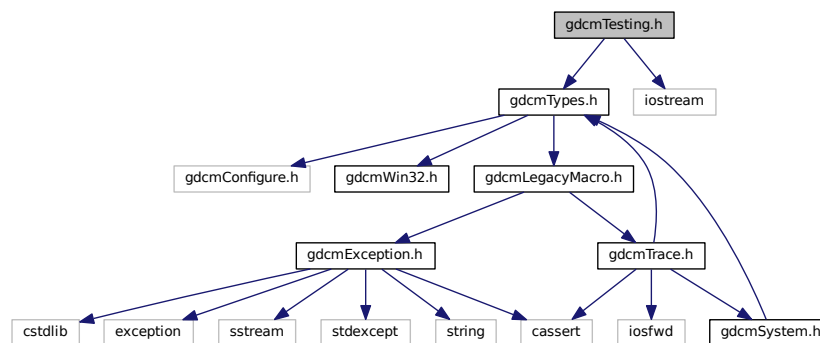 gdcmTesting.h
gdcmTypes.h
iostream
gdcmConfigure.h
gdcmWin32.h
gdcmLegacyMacro.h
gdcmException.h
gdcmTrace.h
cstdlib
exception
sstream
stdexcept
string
cassert
iosfwd
gdcmSystem.h